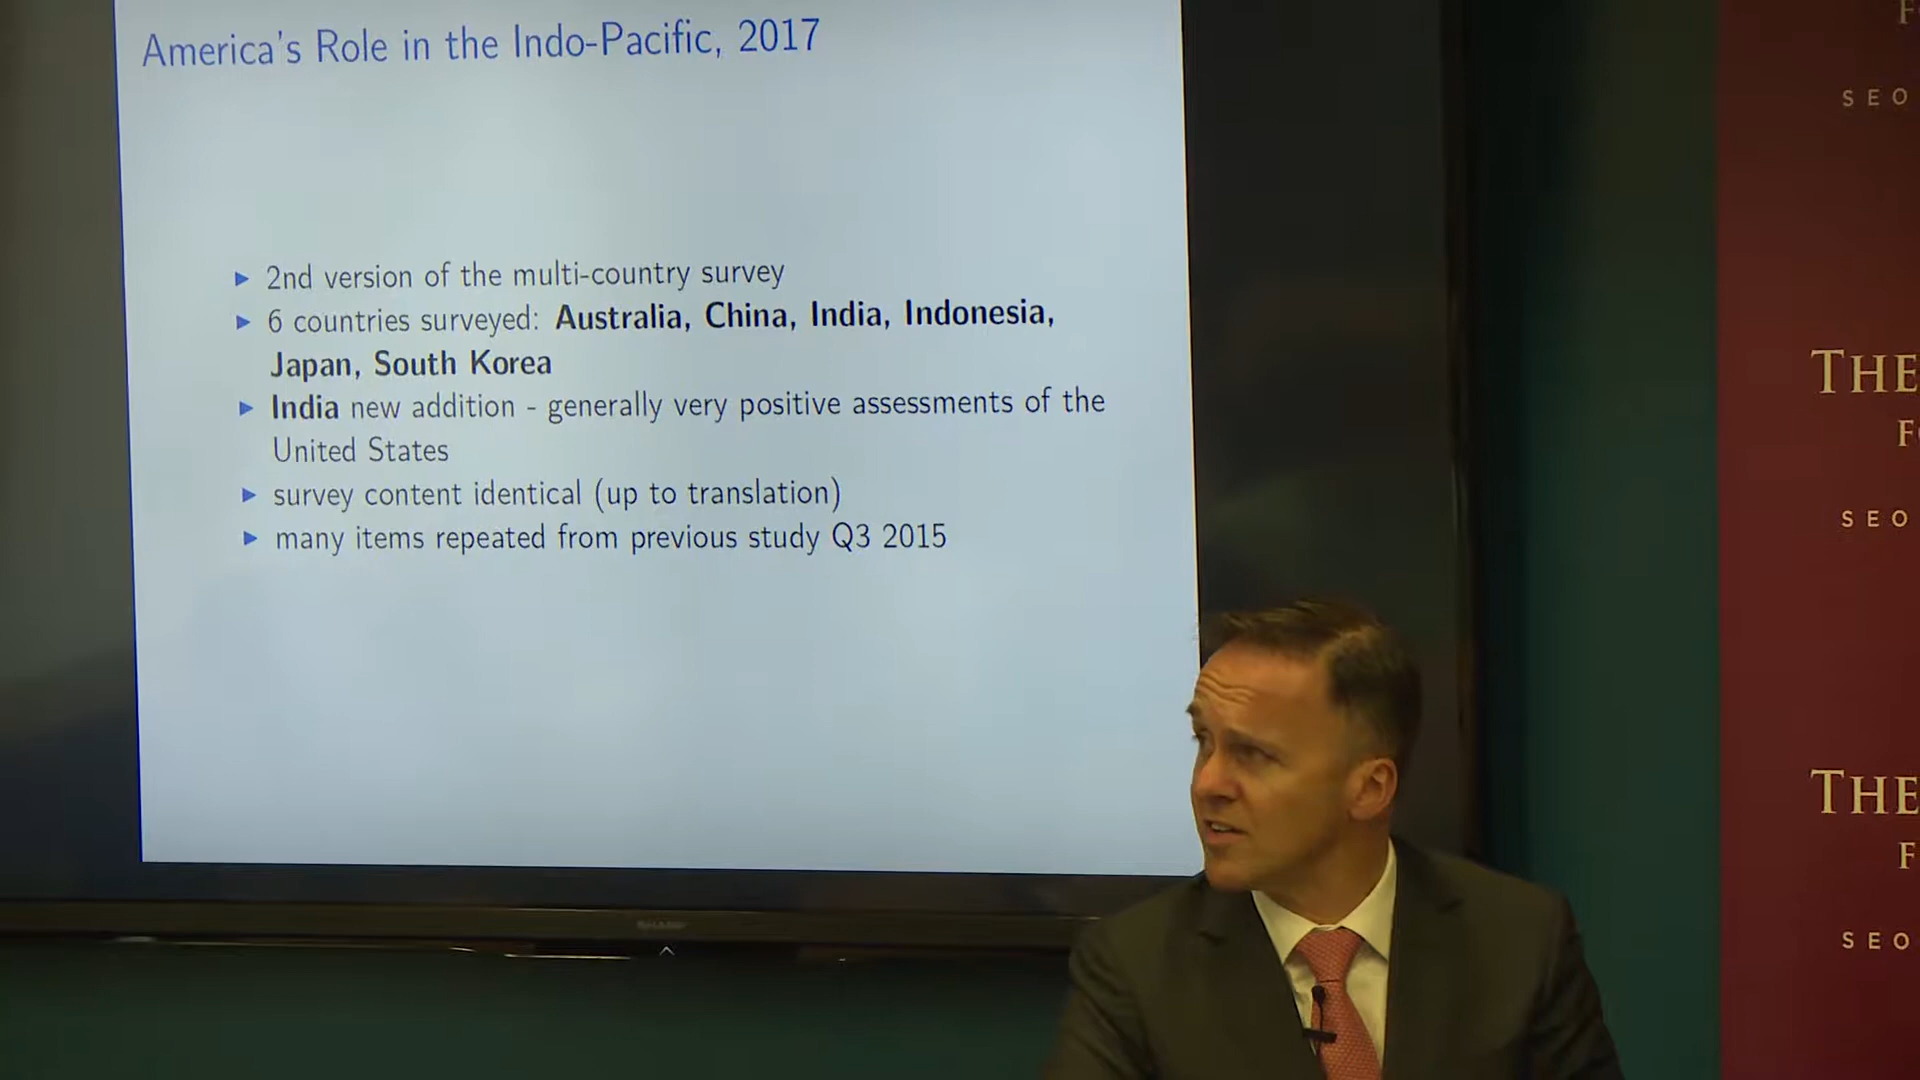 America's Role in the Indo-Pacific, 2017
2nd version of the multi-country survey
6 countries surveyed: Australia, China, India, Indonesia,
Japan, South Korea
India new addition - generally very positive assessments of the
United States
survey content identical (up to translation)
many items repeated from previous study Q3 2015
F
SEO
THE
F
SEO
THE
F
SEO